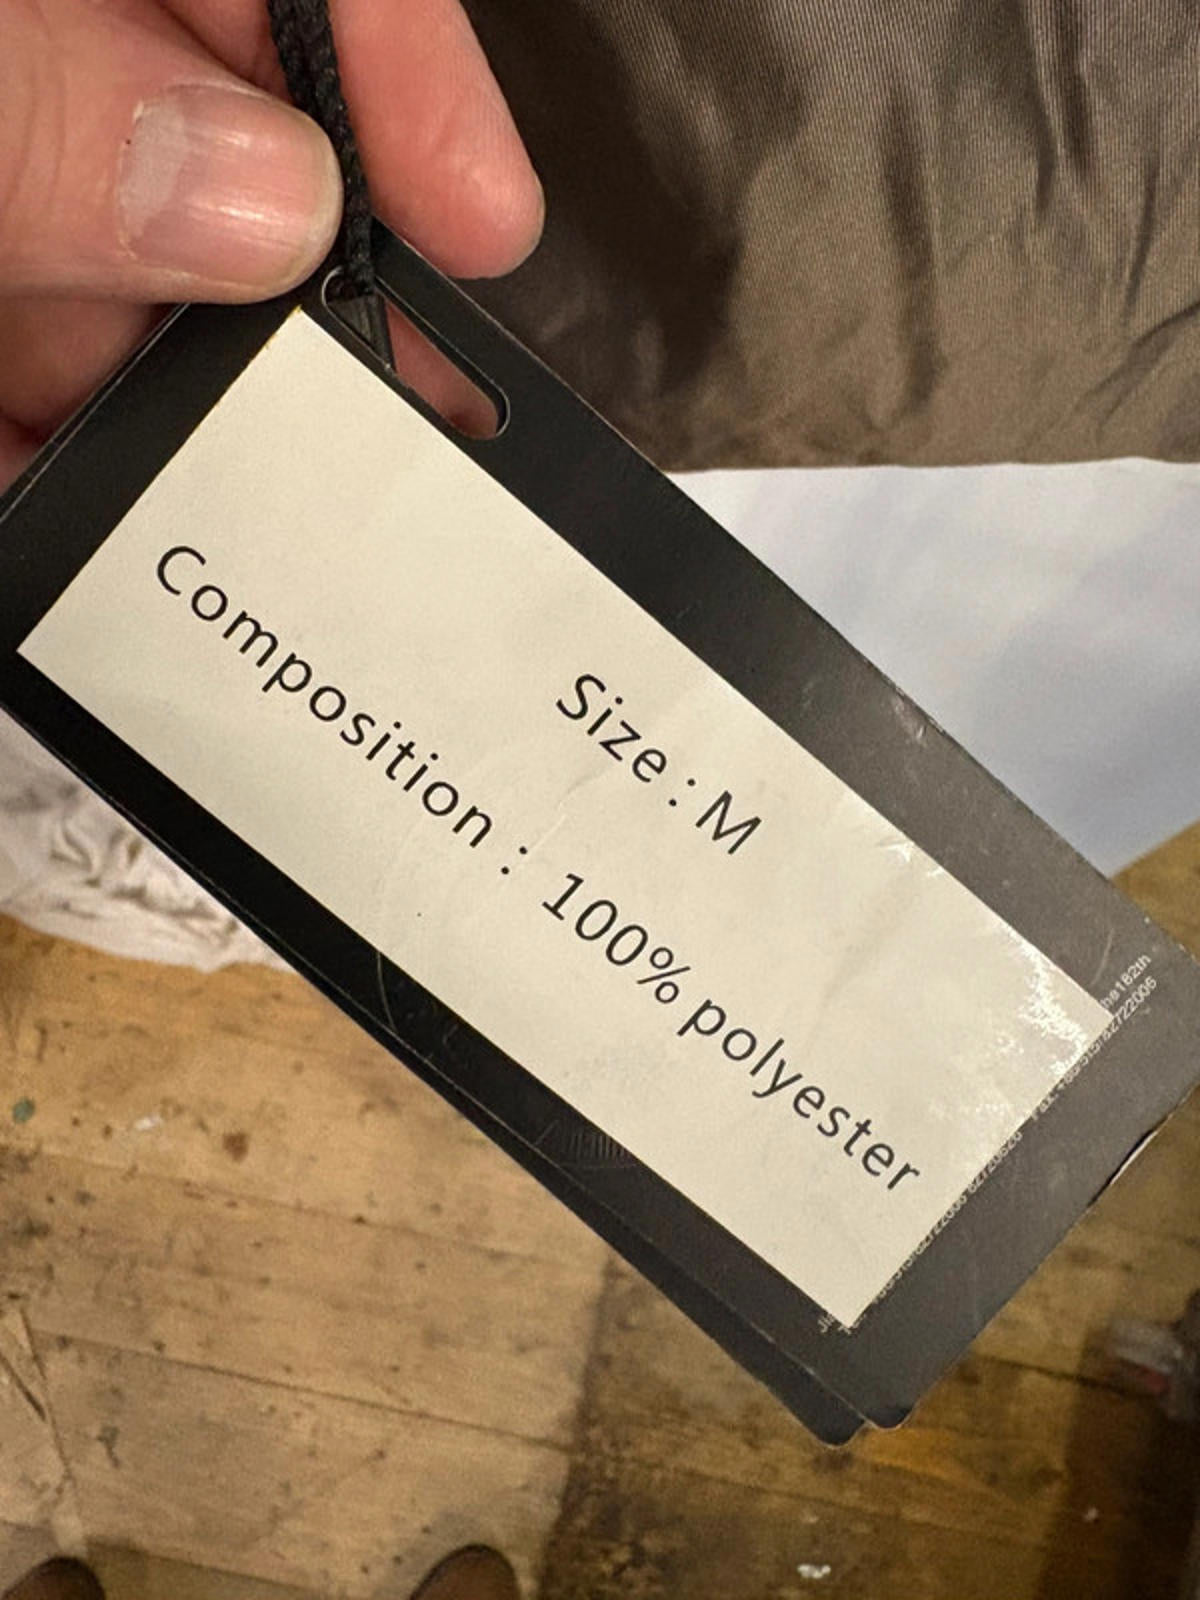 Size : M
Composition : 100% polyester